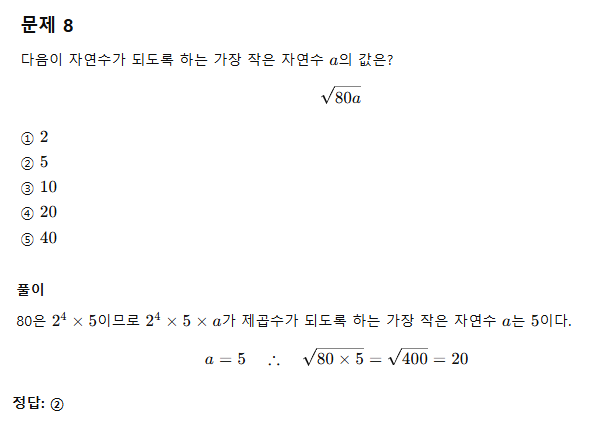 문제 8
다음이 자연수가 되도록 하는 가장 작은 자연수 a의 값은?
√80a
① 2
② 5
③ 10
④ 20
⑤ 40
풀이
80은 2⁴ × 5이므로 2⁴ × 5 × a가 제곱수가 되도록 하는 가장 작은 자연수 a는 5이다.
a = 5 ∴ √80 × 5 = √400 = 20
정답: ②